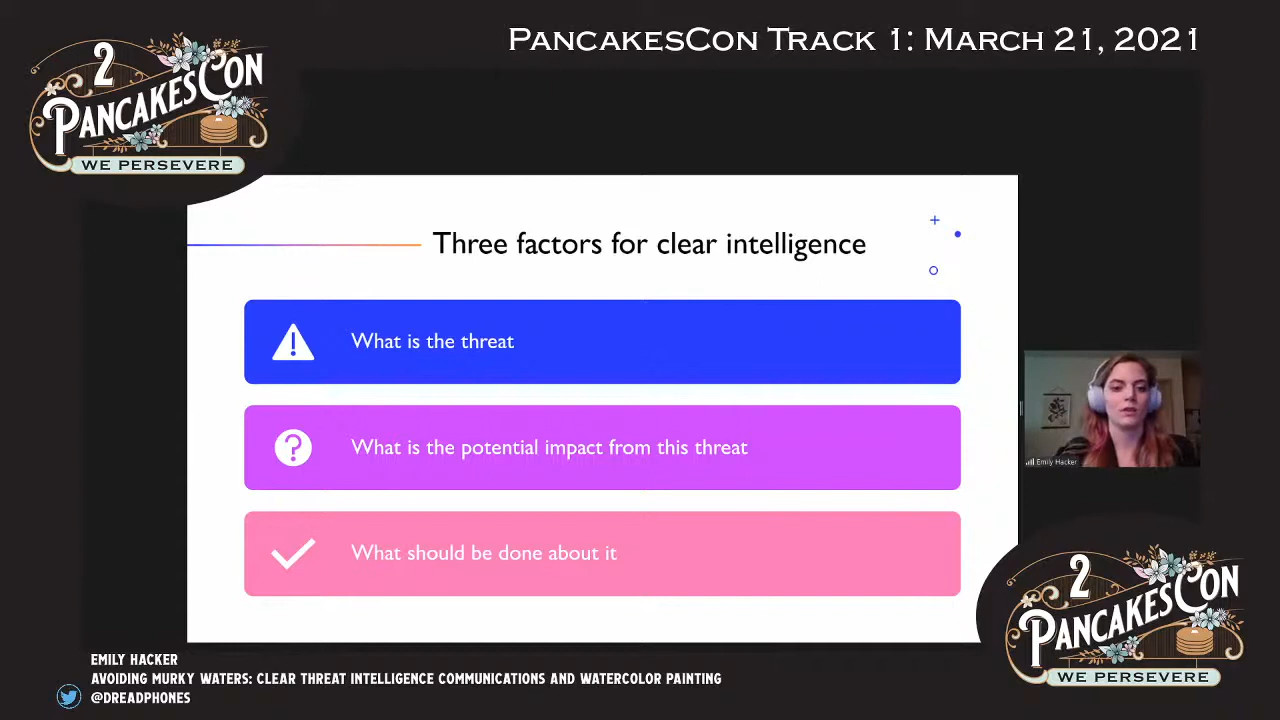 PancakesCon Track 1: March 21, 2021
2
PancakesCon
WE PERSEVERE
Three factors for clear intelligence
What is the threat
What is the potential impact from this threat
What should be done about it
Emily Hacker
2
PancakesCon
WE PERSEVERE
EMILY HACKER
AVOIDING MURKY WATERS: CLEAR THREAT INTELLIGENCE COMMUNICATIONS AND WATERCOLOR PAINTING
@DREADPHONES